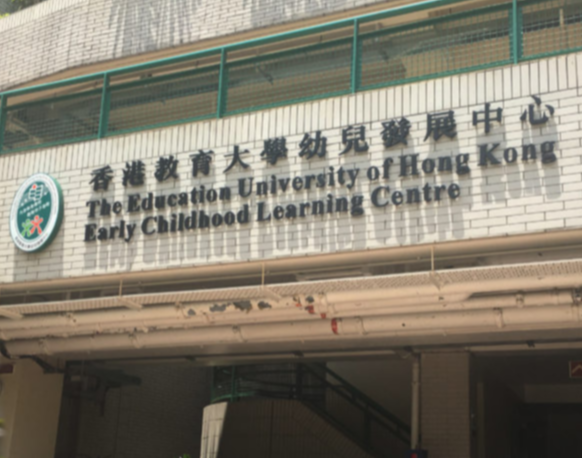 香港教育大學幼兒發展中心
The Education University of Hong Kong
Early Childhood Learning Centre